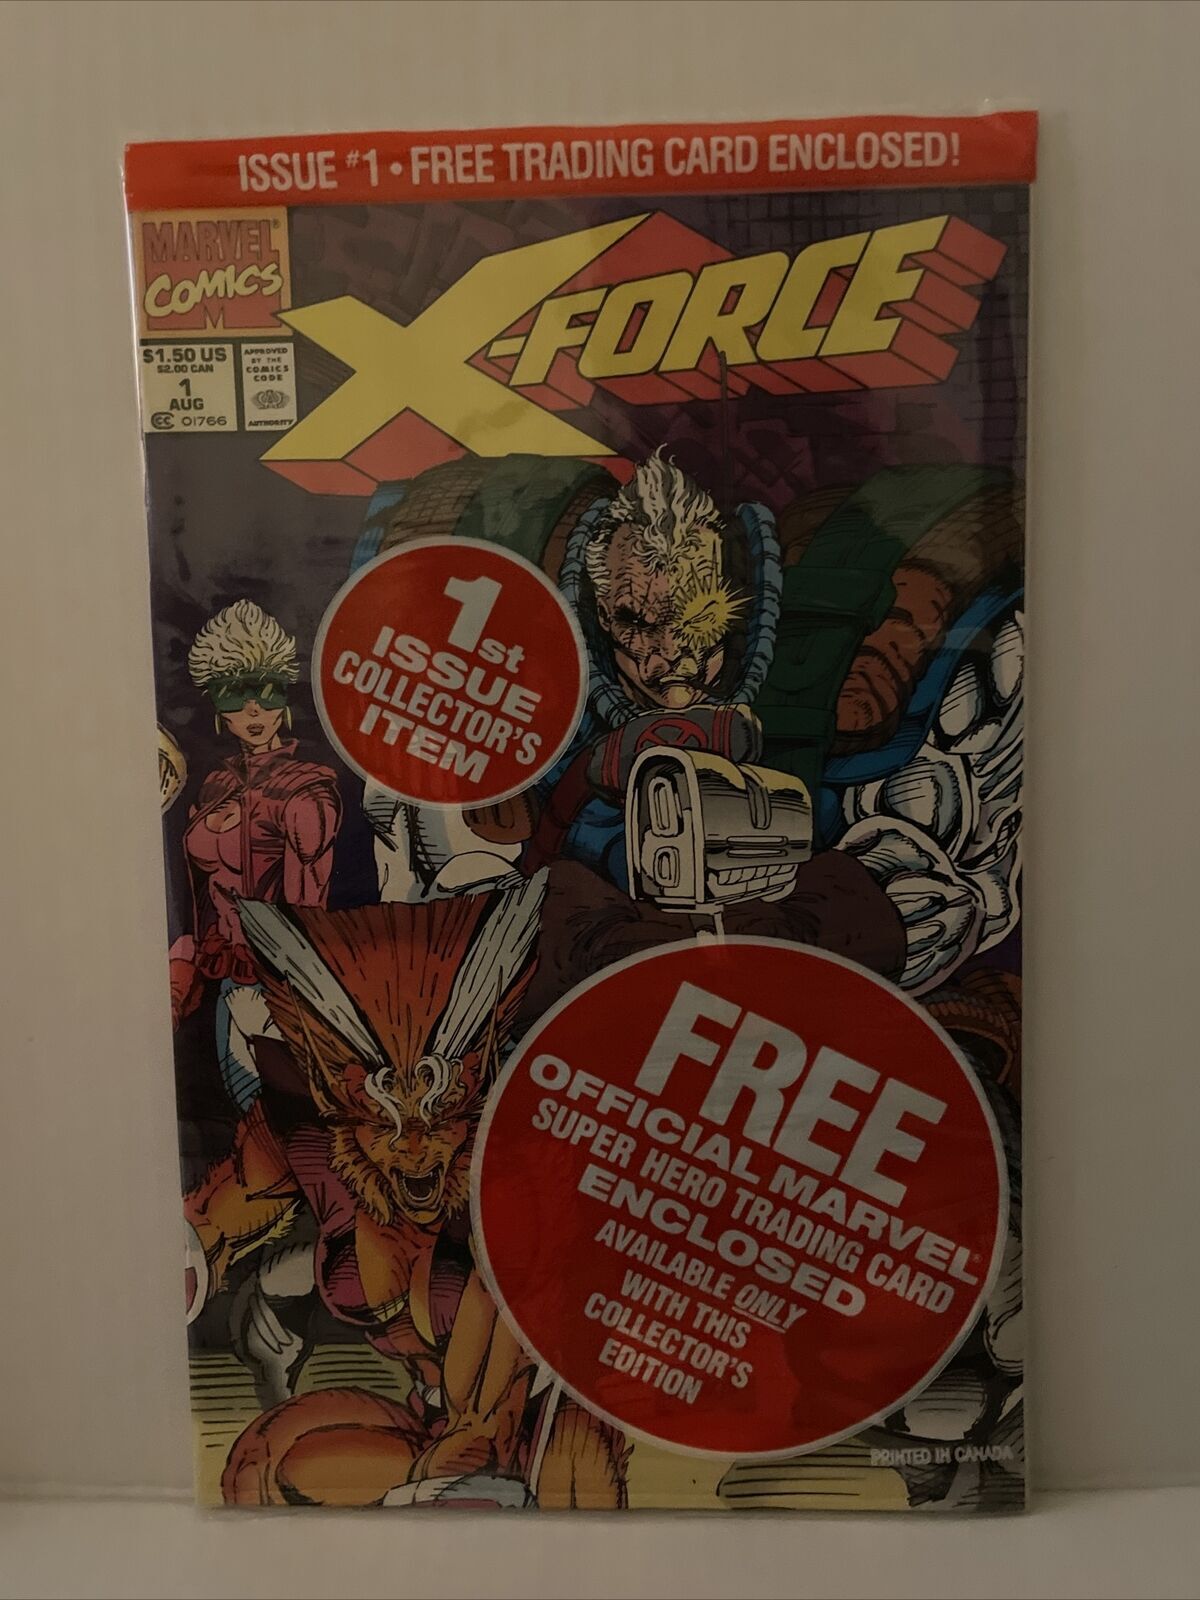 ISSUE #1 • FREE TRADING CARD ENCLOSED!
MARVEL®
COMICS
M
X-FORCE
$1.50 US
$2.00 CAN
1
AUG
CC 01766
APPROVED
BY THE
COMICS
CODE
AUTHORITY
1st
ISSUE
COLLECTOR'S
ITEM
FREE
OFFICIAL MARVEL®
SUPER HERO TRADING CARD
ENCLOSED
AVAILABLE ONLY
WITH THIS
COLLECTOR'S
EDITION
PRINTED IN CANADA